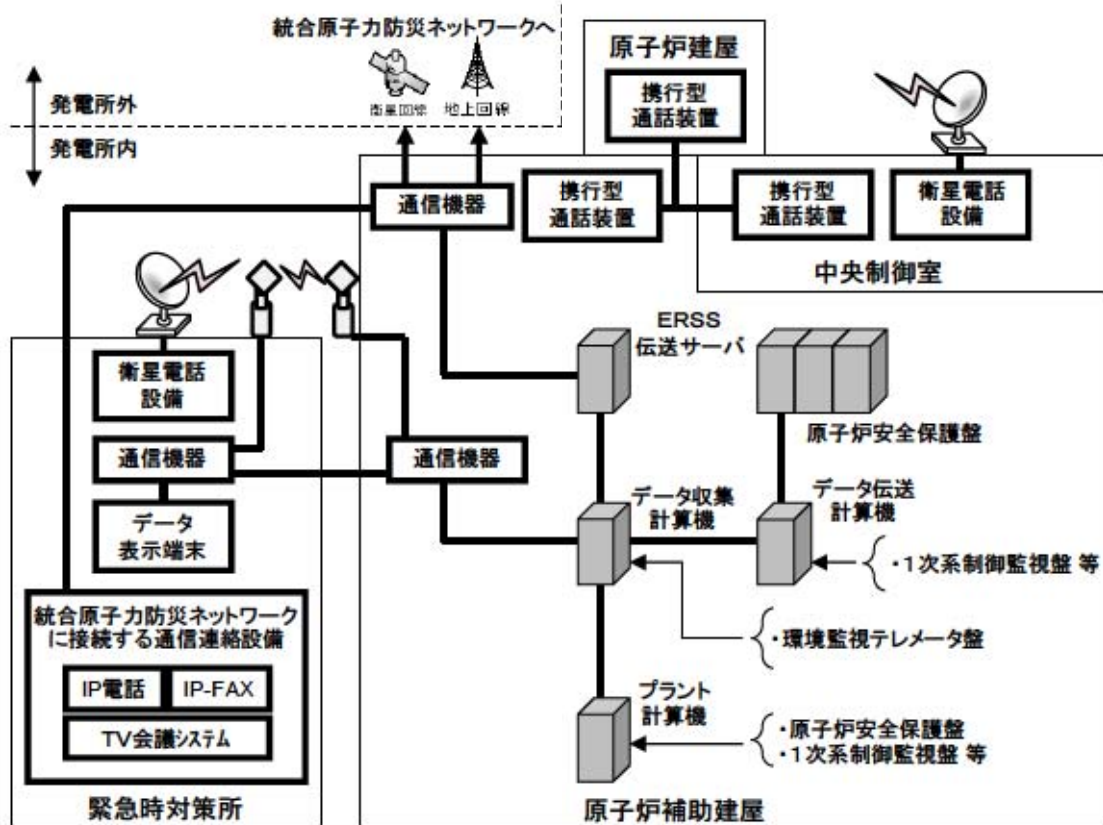 統合原子力防災ネットワークへ
衛星回線
地上回線
発電所外
発電所内
原子炉建屋
携行型
通話装置
通信機器
携行型
通話装置
携行型
通話装置
衛星電話
設備
中央制御室
ERSS
伝送サーバ
原子炉安全保護盤
衛星電話
設備
通信機器
通信機器
データ
表示端末
データ収集
計算機
データ伝送
計算機
・1次系制御監視盤 等
・環境監視テレメータ盤
統合原子力防災ネットワーク
に接続する通信連絡設備
IP電話
IP-FAX
TV会議システム
プラント
計算機
・原子炉安全保護盤
・1次系制御監視盤 等
緊急時対策所
原子炉補助建屋